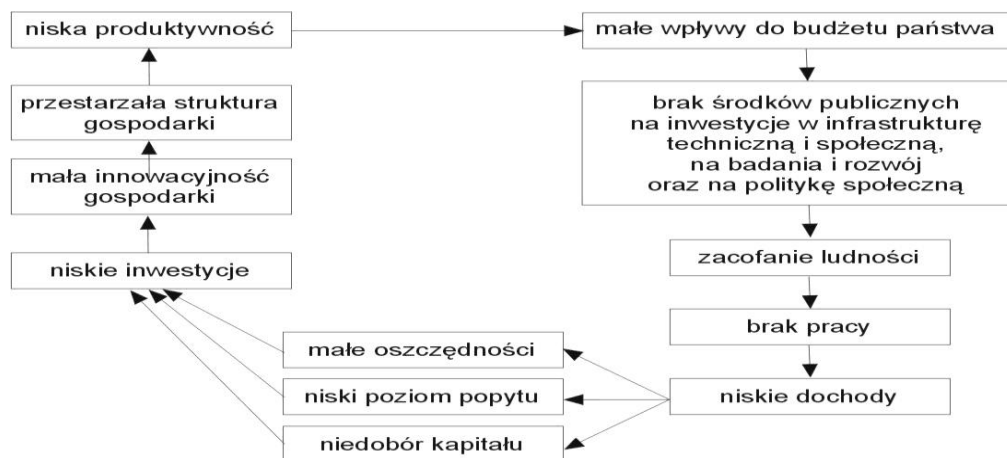 niska produktywność
małe wpływy do budżetu państwa
przestarzała struktura
gospodarki
brak środków publicznych
na inwestycje w infrastrukturę
techniczną i społeczną,
na badania i rozwój
oraz na politykę społeczną
mała innowacyjność
gospodarki
zacofanie ludności
niskie inwestycje
brak pracy
małe oszczędności
niski poziom popytu
niskie dochody
niedobór kapitału